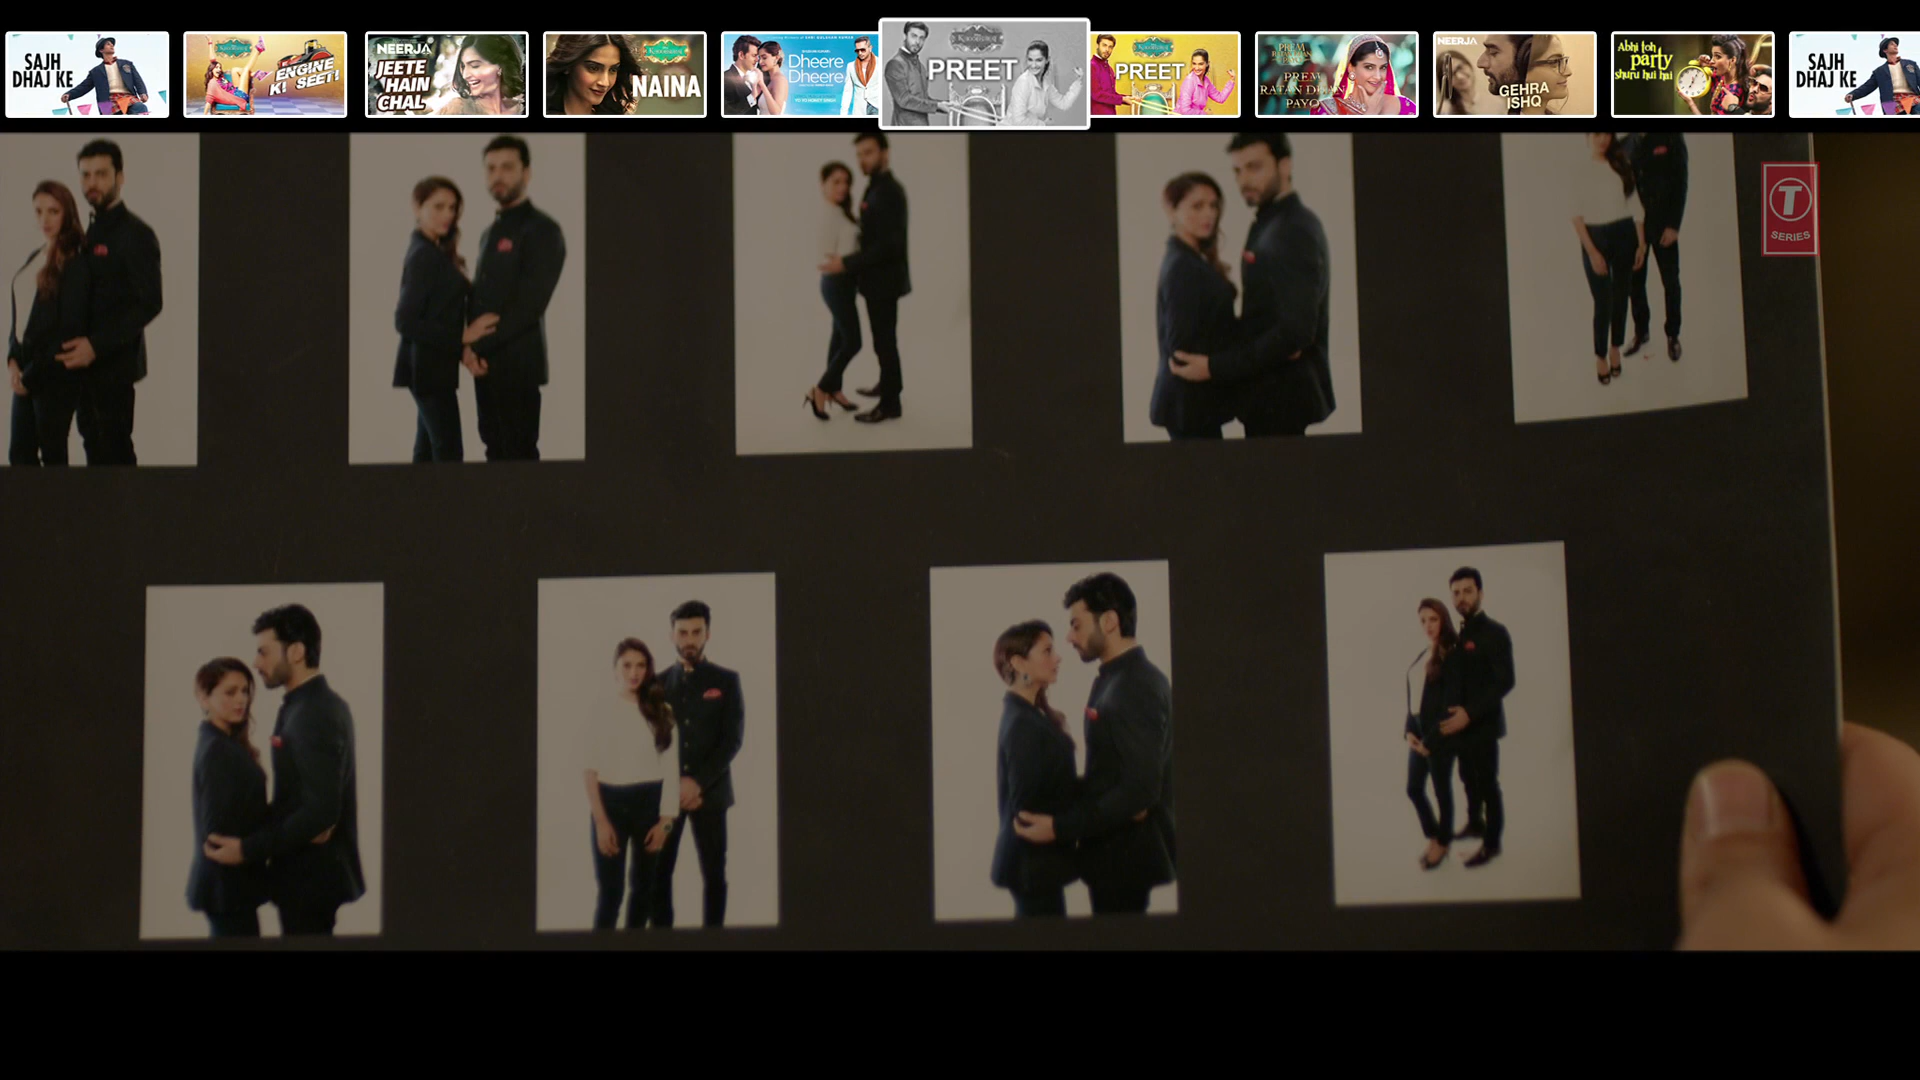 SAJH
DHAJ KE
ENGINE
KI SEETI
NEERJA
JEETE
HAIN
CHAL
NAINA
Dheere
Dheere
PREET
PREET
PREM
RATAN DHAN
PAYO
NEERJA
GEHRA
ISHQ
Abhi toh
party
shuru hui hai
SAJH
DHAJ KE
T
SERIES